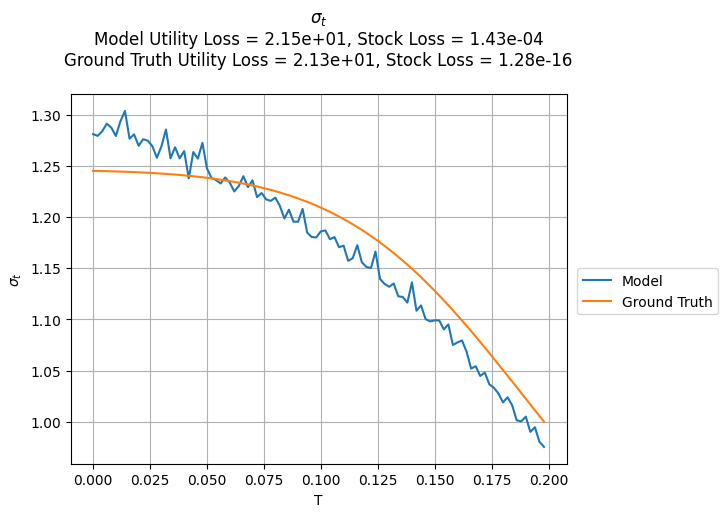 σt
Model Utility Loss = 2.15e+01, Stock Loss = 1.43e-04
Ground Truth Utility Loss = 2.13e+01, Stock Loss = 1.28e-16
1.30
1.25
1.20
1.15
1.10
1.05
1.00
σt
0.000 0.025 0.050 0.075 0.100 0.125 0.150 0.175 0.200
T
Model
Ground Truth